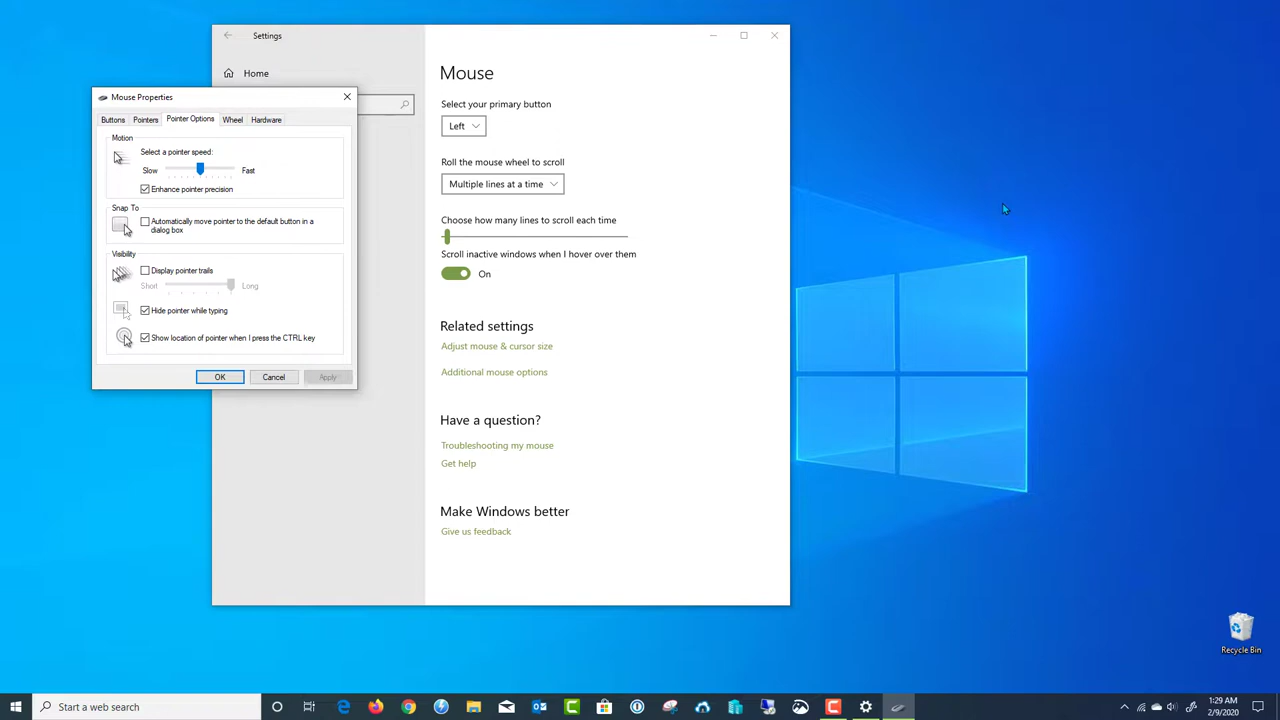 Settings
Home
Mouse Properties
Buttons
Pointers
Pointer Options
Wheel
Hardware
Motion
Select a pointer speed:
Slow
Fast
Enhance pointer precision
Snap To
Automatically move pointer to the default button in a
dialog box
Visibility
Display pointer trails
Short
Long
Hide pointer while typing
Show location of pointer when I press the CTRL key
OK
Cancel
Apply
Mouse
Select your primary button
Left
Roll the mouse wheel to scroll
Multiple lines at a time
Choose how many lines to scroll each time
Scroll inactive windows when I hover over them
On
Related settings
Adjust mouse & cursor size
Additional mouse options
Have a question?
Troubleshooting my mouse
Get help
Make Windows better
Give us feedback
Recycle Bin
Start a web search
1:29 AM
2/9/2020